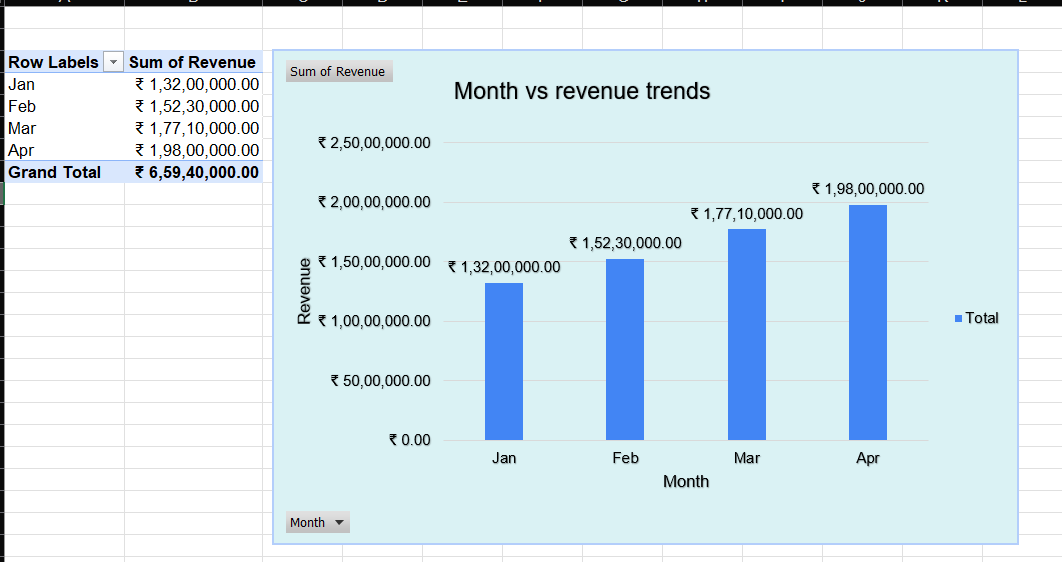 Row Labels Sum of Revenue
Jan ₹ 1,32,00,000.00
Feb ₹ 1,52,30,000.00
Mar ₹ 1,77,10,000.00
Apr ₹ 1,98,00,000.00
Grand Total ₹ 6,59,40,000.00
Sum of Revenue
Month vs revenue trends
₹ 2,50,00,000.00
₹ 2,00,00,000.00
₹ 1,50,00,000.00
₹ 1,00,00,000.00
₹ 50,00,000.00
₹ 0.00
Revenue
₹ 1,32,00,000.00
₹ 1,52,30,000.00
₹ 1,77,10,000.00
₹ 1,98,00,000.00
Jan Feb Mar Apr
Month
Total
Month